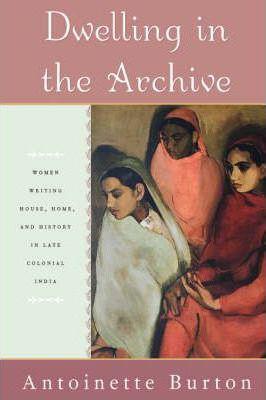 Dwelling in
the Archive
WOMEN
WRITING
HOUSE, HOME,
AND HISTORY
IN LATE
COLONIAL
INDIA
Antoinette Burton